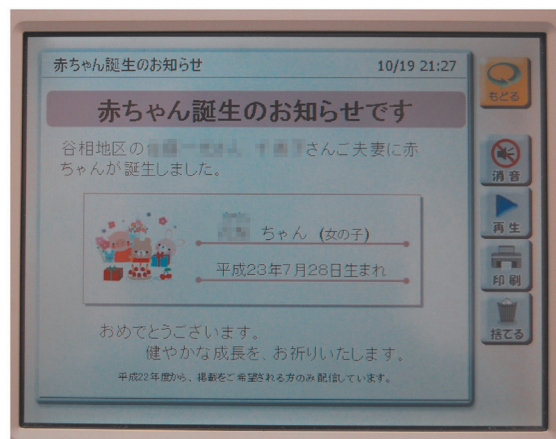 赤ちゃん誕生のお知らせ 10/19 21:27
もどる
赤ちゃん誕生のお知らせです
谷相地区の さんご夫妻に赤
ちゃんが誕生しました。
消音
ちゃん (女の子)
再生
平成23年7月28日生まれ
印刷
おめでとうございます。
捨てる
健やかな成長を、お祈りいたします。
平成22年度から、掲載をご希望される方のみ配信しています。